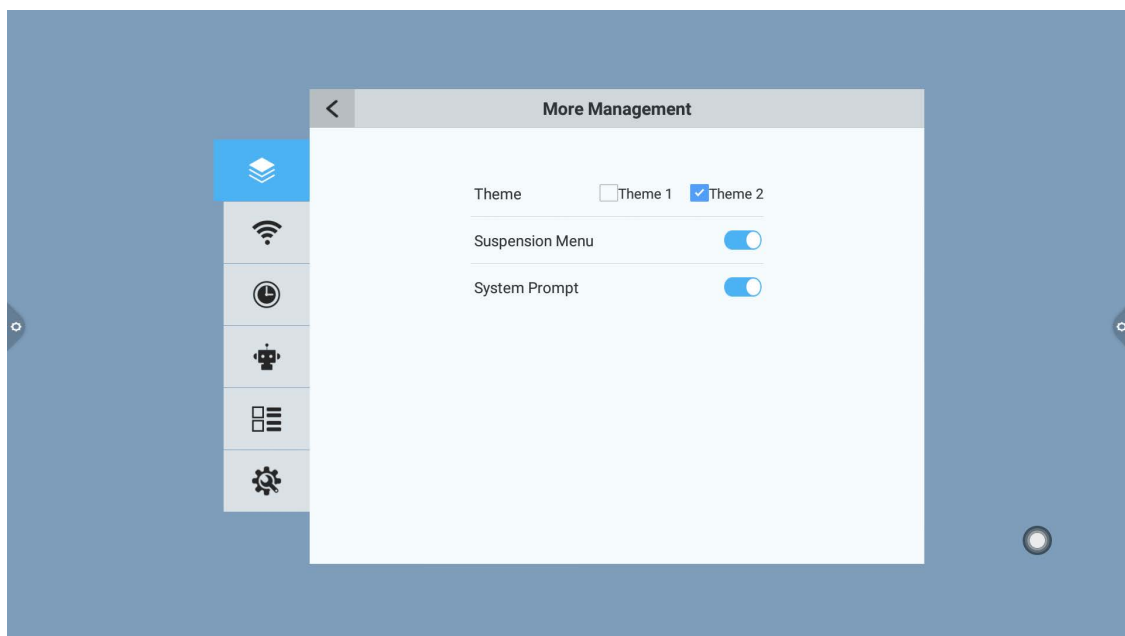 More Management
Theme Theme 1 Theme 2
Suspension Menu
System Prompt